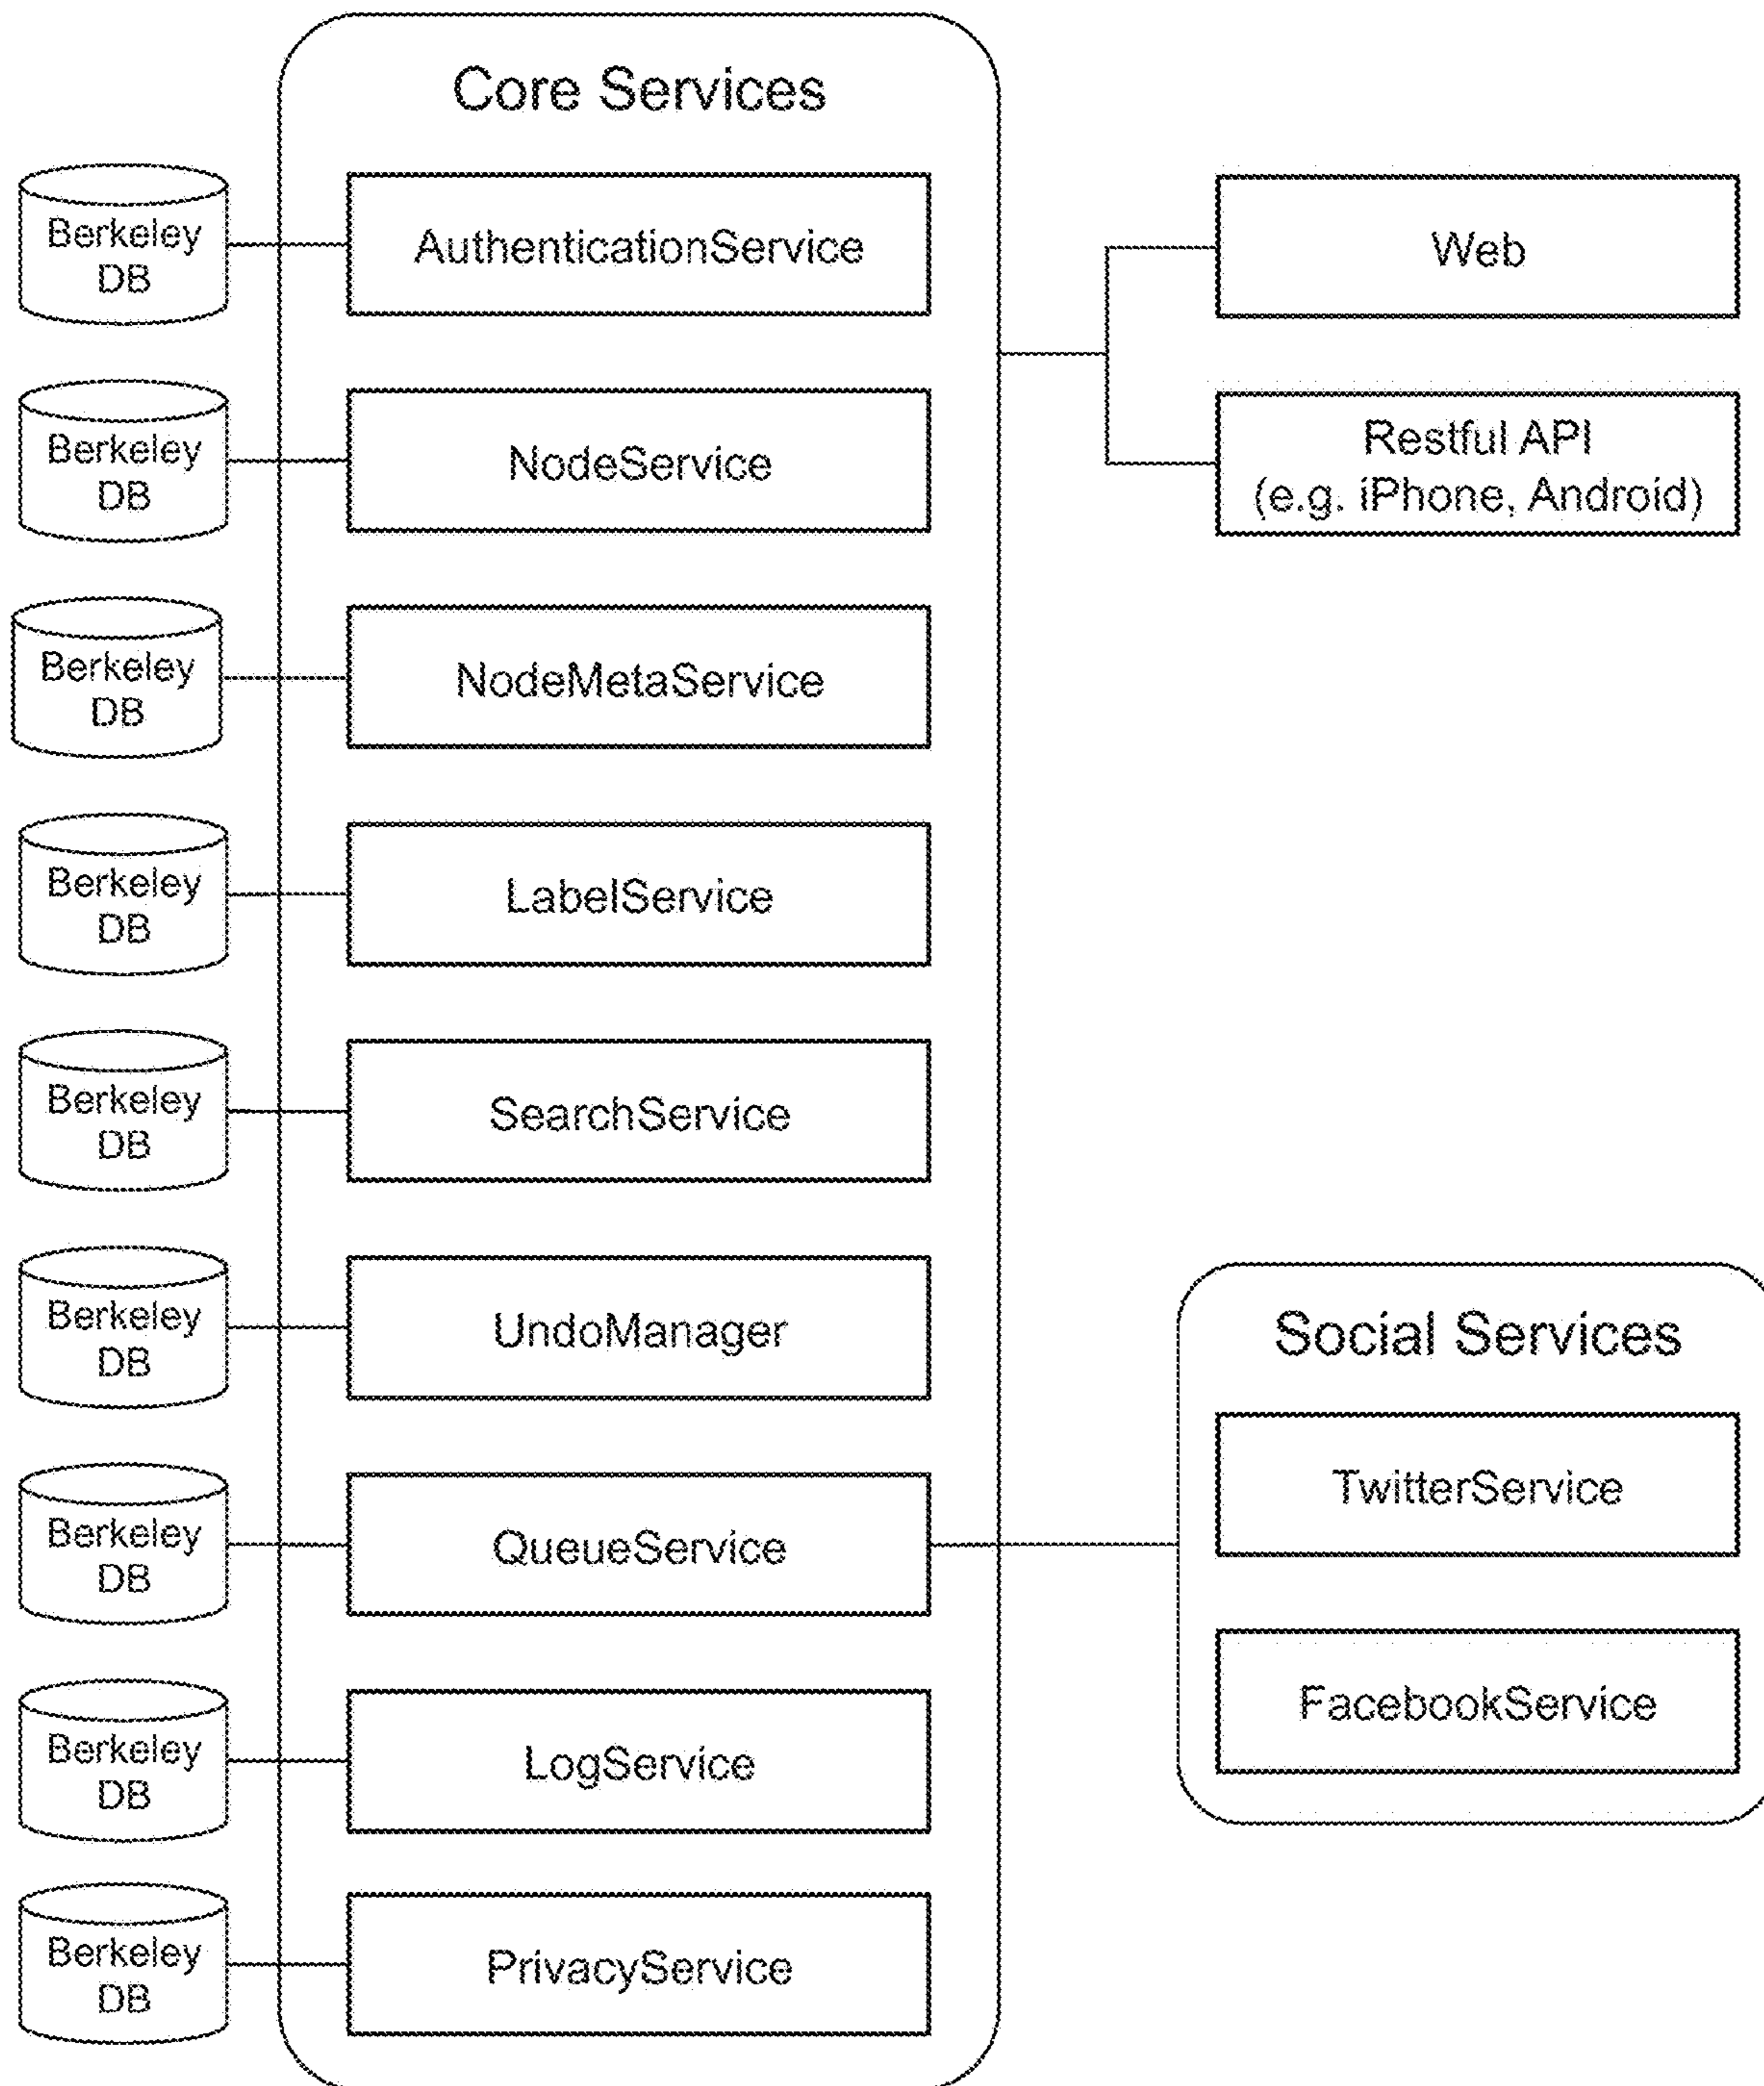 Core Services
Berkeley
DB
AuthenticationService
Berkeley
DB
NodeService
Berkeley
DB
NodeMetaService
Berkeley
DB
LabelService
Berkeley
DB
SearchService
Berkeley
DB
UndoManager
Berkeley
DB
QueueService
Berkeley
DB
LogService
Berkeley
DB
PrivacyService
Web
Restful API
(e.g. iPhone, Android)
Social Services
TwitterService
FacebookService